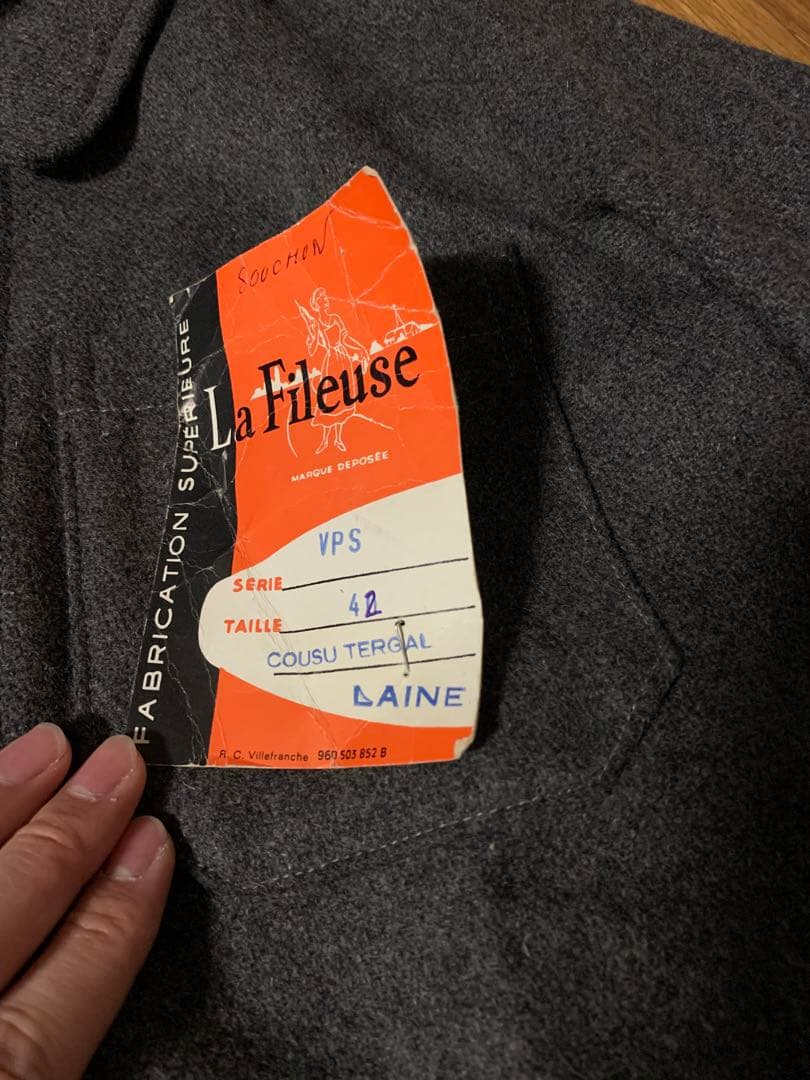 SOUCHON
FABRICATION SUPÉRIEURE
La Fileuse
MARQUE DEPOSÉE
VPS
SERIE
TAILLE 42
COUSU TERGAL
LAINE
R. C. Villefranche 960 503 852 B